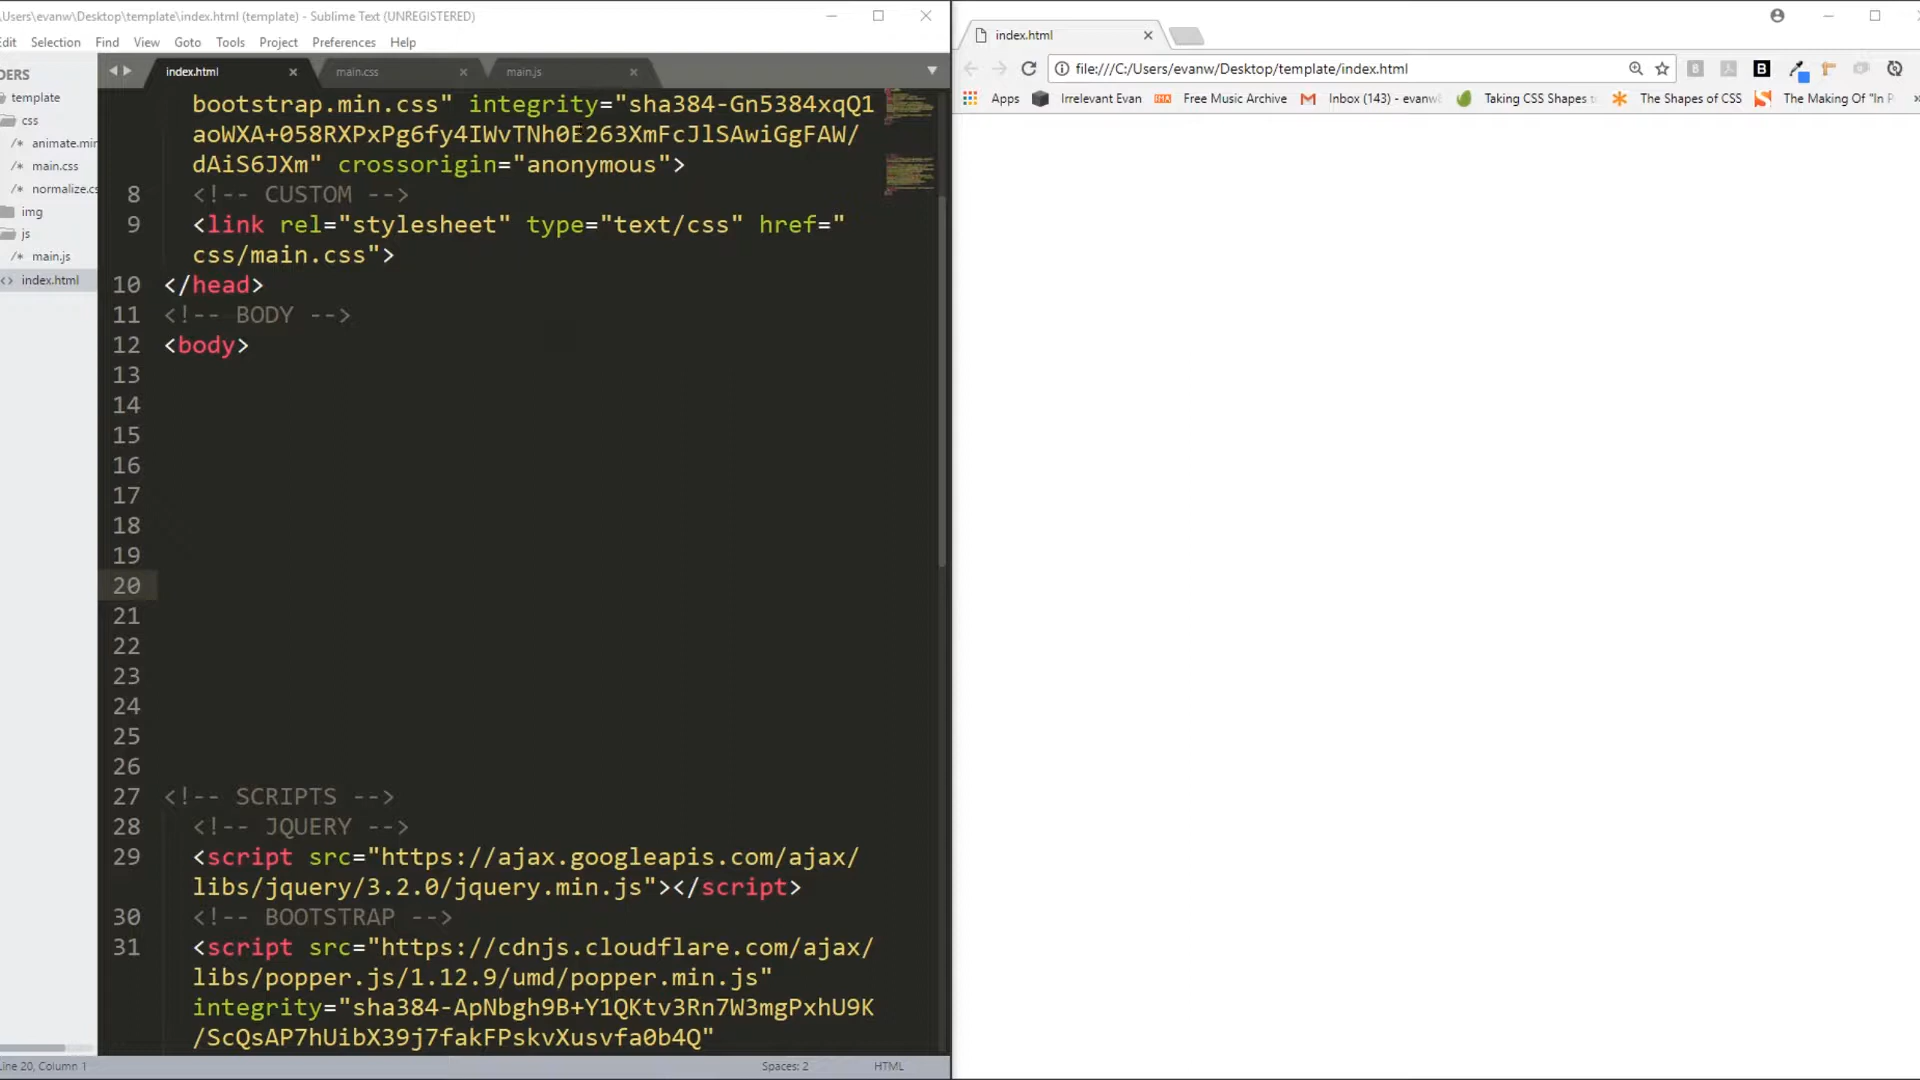 Users\evanw\Desktop\template\index.html (template) - Sublime Text (UNREGISTERED)
Edit Selection Find View Goto Tools Project Preferences Help
DERS
template
css
/* animate.min
/* main.css
/* normalize.cs
img
js
/* main.js
<> index.html
index.html
main.css
main.js
bootstrap.min.css" integrity="sha384-Gn5384xqQ1
aoWXA+058RXPxPg6fy4IWvTNh0E263XmFcJlSAwiGgFAW/
dAiS6JXm" crossorigin="anonymous">
8 <!-- CUSTOM -->
9 <link rel="stylesheet" type="text/css" href="
css/main.css">
10 </head>
11 <!-- BODY -->
12 <body>
13
14
15
16
17
18
19
20
21
22
23
24
25
26
27 <!-- SCRIPTS -->
28 <!-- JQUERY -->
29 <script src="https://ajax.googleapis.com/ajax/
libs/jquery/3.2.0/jquery.min.js"></script>
30 <!-- BOOTSTRAP -->
31 <script src="https://cdnjs.cloudflare.com/ajax/
libs/popper.js/1.12.9/umd/popper.min.js"
integrity="sha384-ApNbgh9B+Y1QKtv3Rn7W3mgPxhU9K
/ScQsAP7hUibX39j7fakFPskvXusvfa0b4Q"
Line 20, Column 1
Spaces: 2
HTML
index.html
file:///C:/Users/evanw/Desktop/template/index.html
Apps
Irrelevant Evan
Free Music Archive
Inbox (143) - evanw
Taking CSS Shapes to
The Shapes of CSS
The Making Of "In P